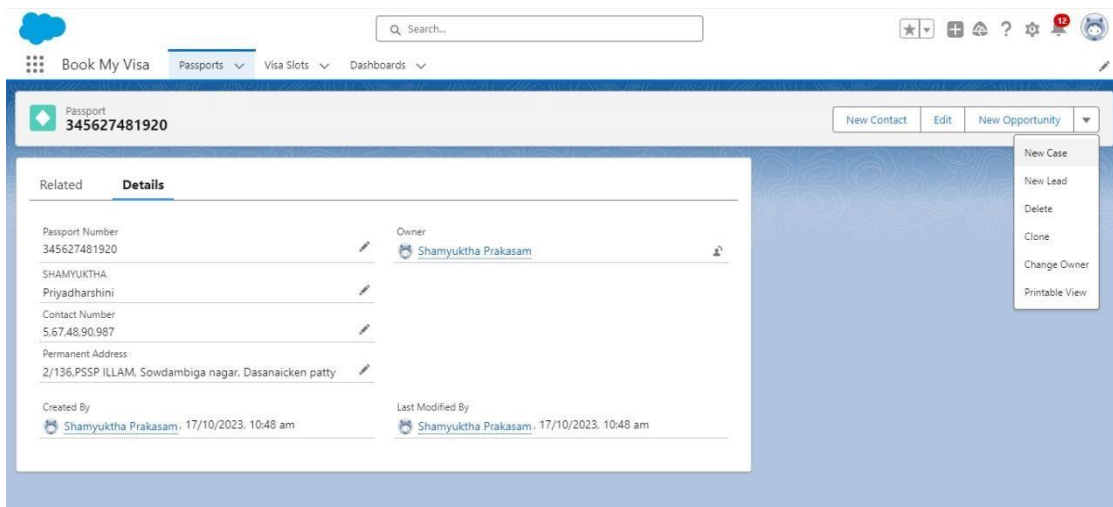 Search...
12
Book My Visa Passports Visa Slots Dashboards
Passport
345627481920
New Contact Edit New Opportunity
New Case
New Lead
Delete
Clone
Change Owner
Printable View
Related Details
Passport Number
345627481920
Owner
Shamyuktha Prakasam
SHAMYUKTHA
Priyadharshini
Contact Number
5,67,48,90,987
Permanent Address
2/136,PSSP ILLAM, Sowdambiga nagar, Dasanaicken patty
Created By
Shamyuktha Prakasam, 17/10/2023, 10:48 am
Last Modified By
Shamyuktha Prakasam, 17/10/2023, 10:48 am